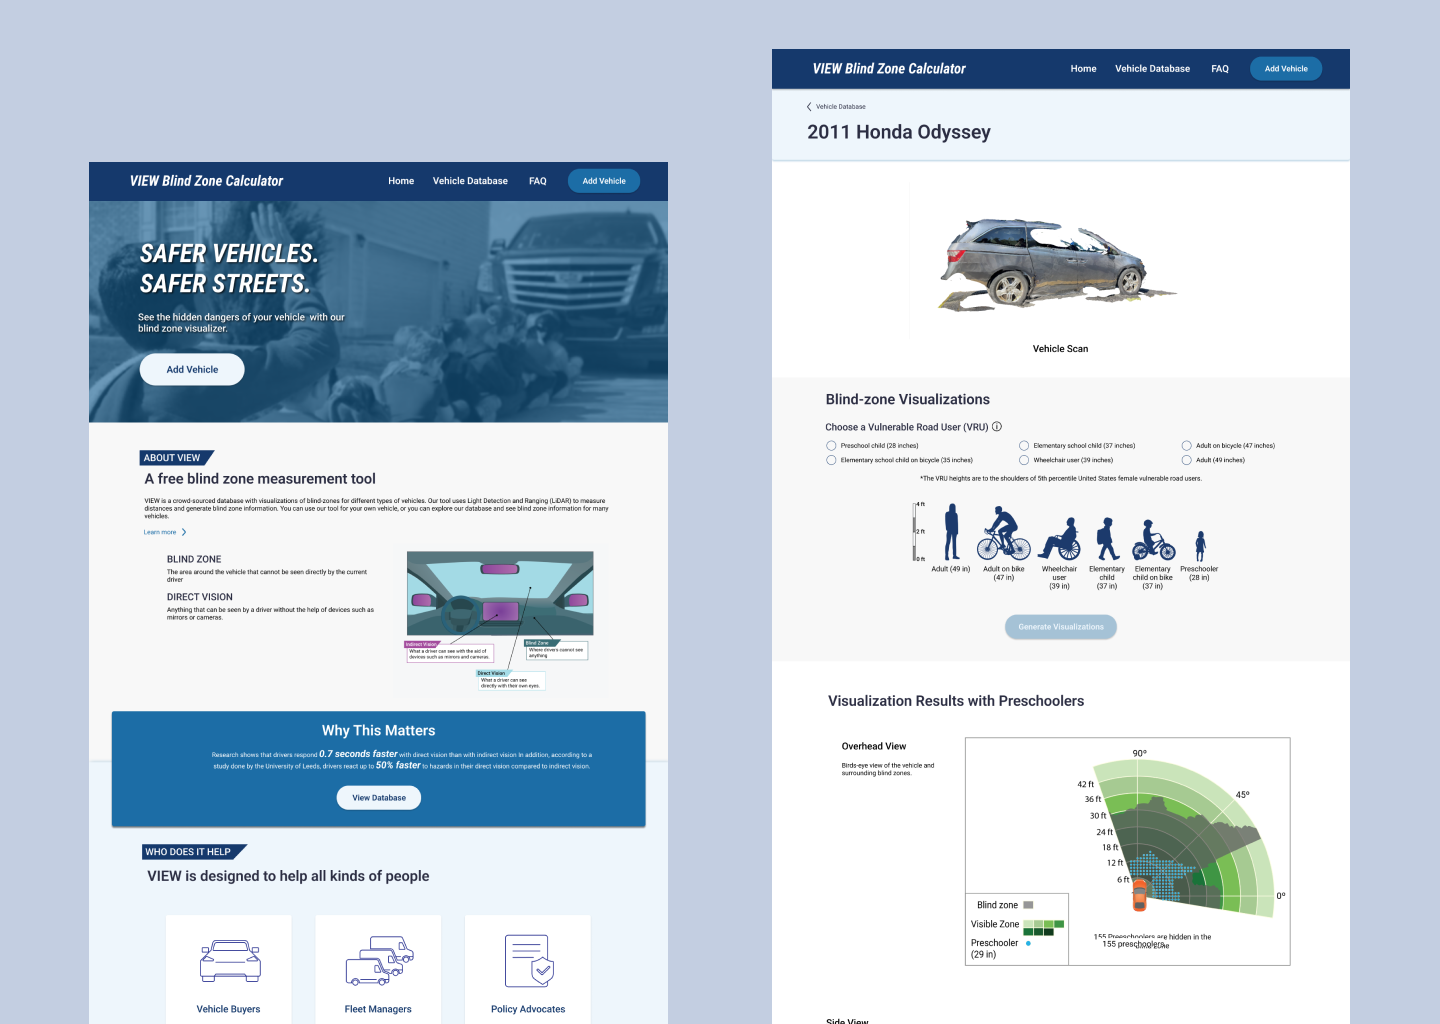 VIEW Blind Zone Calculator
Home
Vehicle Database
FAQ
Add Vehicle
SAFER VEHICLES.
SAFER STREETS.
See the hidden dangers of your vehicle with our
blind zone visualizer.
Add Vehicle
ABOUT VIEW
A free blind zone measurement tool
VIEW is a crowd-sourced database with visualizations of blind-zones for different types of vehicles. Our tool uses Light Detection and Ranging (LiDAR) to measure
distances and generate blind zone information. You can use our tool for your own vehicle, or you can explore our database and see blind zone information for many
vehicles.
Learn more
BLIND ZONE
The area around the vehicle that cannot be seen directly by the current
driver
DIRECT VISION
Anything that can be seen by a driver without the help of devices such as
mirrors or cameras.
Indirect Vision
What a driver can see with the aid of
devices such as mirrors and cameras.
Blind Zone
Where drivers cannot see
anything
Direct Vision
What a driver can see
directly with their own eyes.
Why This Matters
Research shows that drivers respond 0.7 seconds faster with direct vision than with indirect vision In addition, according to a
study done by the University of Leeds, drivers react up to 50% faster to hazards in their direct vision compared to indirect vision.
View Database
WHO DOES IT HELP
VIEW is designed to help all kinds of people
Vehicle Buyers
Fleet Managers
Policy Advocates
VIEW Blind Zone Calculator
Home
Vehicle Database
FAQ
Add Vehicle
Vehicle Database
2011 Honda Odyssey
Vehicle Scan
Blind-zone Visualizations
Choose a Vulnerable Road User (VRU)
Preschool child (28 inches)
Elementary school child (37 inches)
Adult on bicycle (47 inches)
Elementary school child on bicycle (35 inches)
Wheelchair user (39 inches)
Adult (49 inches)
*The VRU heights are to the shoulders of 5th percentile United States female vulnerable road users.
4 ft
2 ft
0 ft
Adult (49 in)
Adult on bike
(47 in)
Wheelchair
user
(39 in)
Elementary
child
(37 in)
Elementary
child on bike
(37 in)
Preschooler
(28 in)
Generate Visualizations
Visualization Results with Preschoolers
Overhead View
Birds-eye view of the vehicle and
surrounding blind zones.
90º
45º
0º
42 ft
36 ft
30 ft
24 ft
18 ft
12 ft
6 ft
Blind zone
Visible Zone
Preschooler
(29 in)
155 Preeschoolers are hidden in the
155 preschoolers
Side View